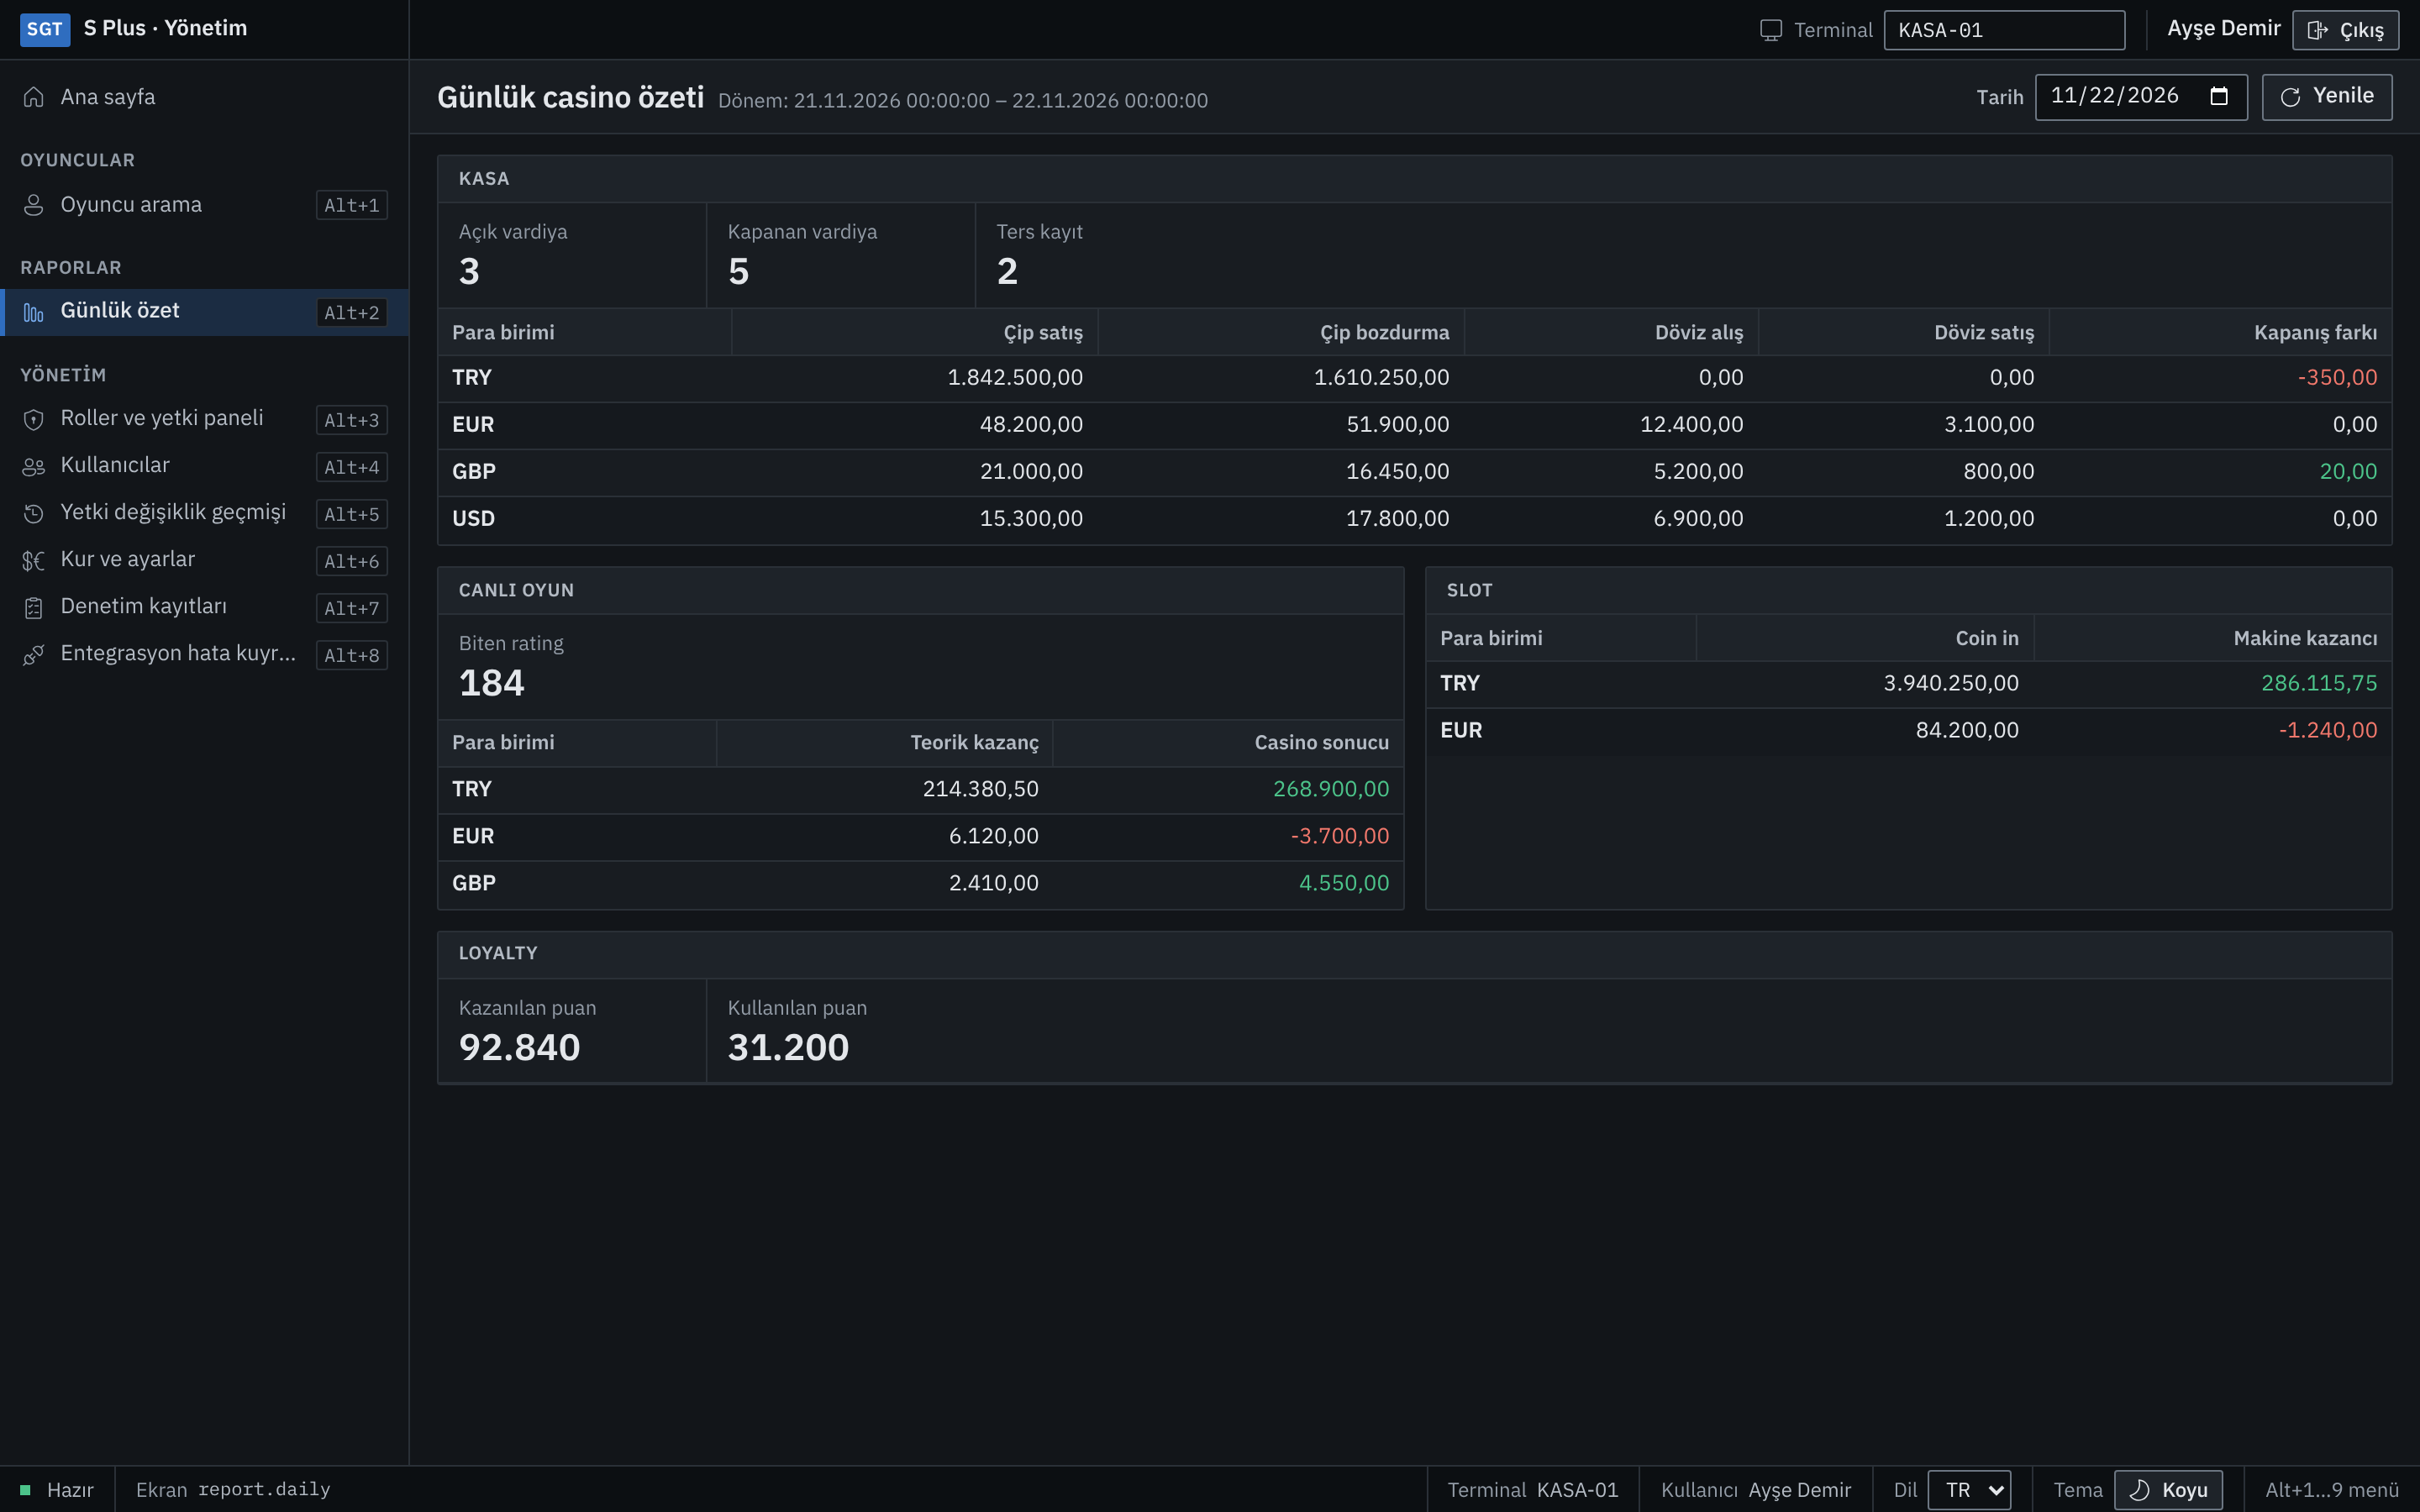 SGT S Plus · Yönetim
Terminal KASA-01 Ayşe Demir Çıkış
Ana sayfa
OYUNCULAR
Oyuncu arama Alt+1
RAPORLAR
Günlük özet Alt+2
YÖNETİM
Roller ve yetki paneli Alt+3
Kullanıcılar Alt+4
Yetki değişiklik geçmişi Alt+5
Kur ve ayarlar Alt+6
Denetim kayıtları Alt+7
Entegrasyon hata kuyr... Alt+8
Günlük casino özeti Dönem: 21.11.2026 00:00:00 – 22.11.2026 00:00:00 Tarih 11/22/2026 Yenile
KASA
Açık vardiya Kapanan vardiya Ters kayıt
3 5 2
Para birimi Çip satış Çip bozdurma Döviz alış Döviz satış Kapanış farkı
TRY 1.842.500,00 1.610.250,00 0,00 0,00 -350,00
EUR 48.200,00 51.900,00 12.400,00 3.100,00 0,00
GBP 21.000,00 16.450,00 5.200,00 800,00 20,00
USD 15.300,00 17.800,00 6.900,00 1.200,00 0,00
CANLI OYUN
Biten rating
184
Para birimi Teorik kazanç Casino sonucu
TRY 214.380,50 268.900,00
EUR 6.120,00 -3.700,00
GBP 2.410,00 4.550,00
SLOT
Para birimi Coin in Makine kazancı
TRY 3.940.250,00 286.115,75
EUR 84.200,00 -1.240,00
LOYALTY
Kazanılan puan Kullanılan puan
92.840 31.200
Hazır Ekran report.daily Terminal KASA-01 Kullanıcı Ayşe Demir Dil TR Tema Koyu Alt+1...9 menü